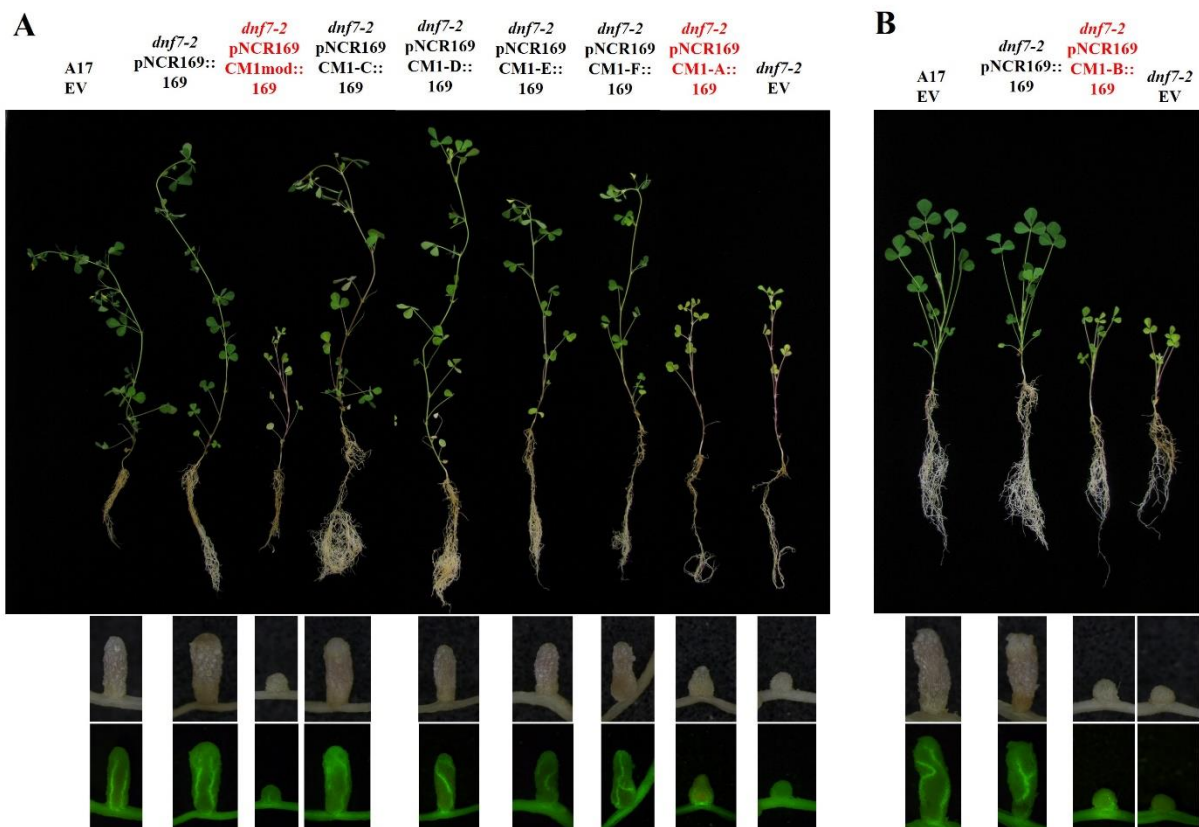 A
A17
EV
dnf7-2
pNCR169::
169
dnf7-2
pNCR169
CM1mod::
169
dnf7-2
pNCR169
CM1-C::
169
dnf7-2
pNCR169
CM1-D::
169
dnf7-2
pNCR169
CM1-E::
169
dnf7-2
pNCR169
CM1-F::
169
dnf7-2
pNCR169
CM1-A::
169
dnf7-2
EV
B
A17
EV
dnf7-2
pNCR169::
169
dnf7-2
pNCR169
CM1-B::
169
dnf7-2
EV